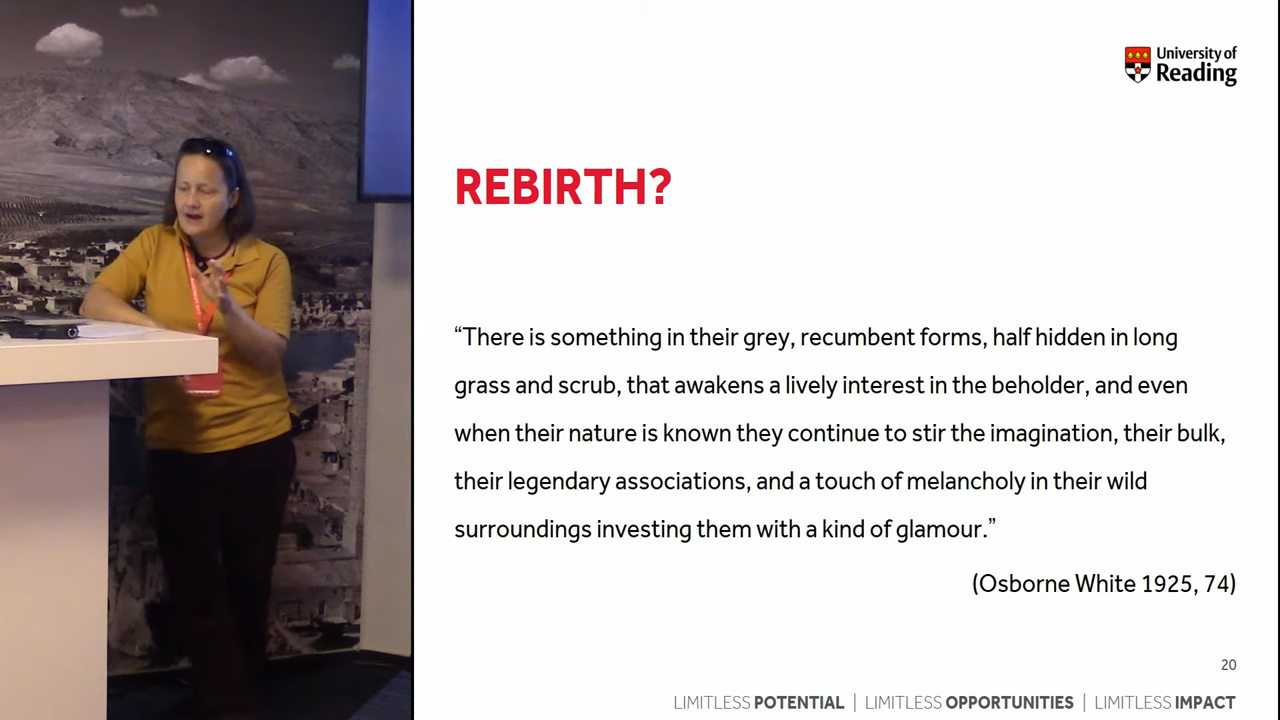 University of
Reading
REBIRTH?
“There is something in their grey, recumbent forms, half hidden in long
grass and scrub, that awakens a lively interest in the beholder, and even
when their nature is known they continue to stir the imagination, their bulk,
their legendary associations, and a touch of melancholy in their wild
surroundings investing them with a kind of glamour.”
(Osborne White 1925, 74)
20
LIMITLESS POTENTIAL | LIMITLESS OPPORTUNITIES | LIMITLESS IMPACT